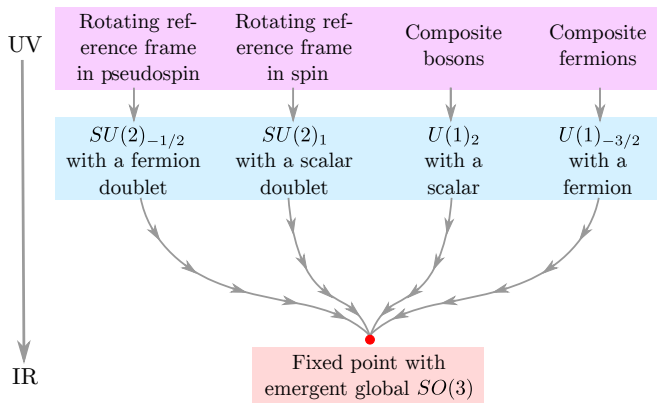 UV
Rotating ref-
erence frame
in pseudospin
Rotating ref-
erence frame
in spin
Composite
bosons
Composite
fermions
SU(2)₋₁/₂
with a fermion
doublet
SU(2)₁
with a scalar
doublet
U(1)₂
with a
scalar
U(1)₋₃/₂
with a
fermion
IR
Fixed point with
emergent global SO(3)